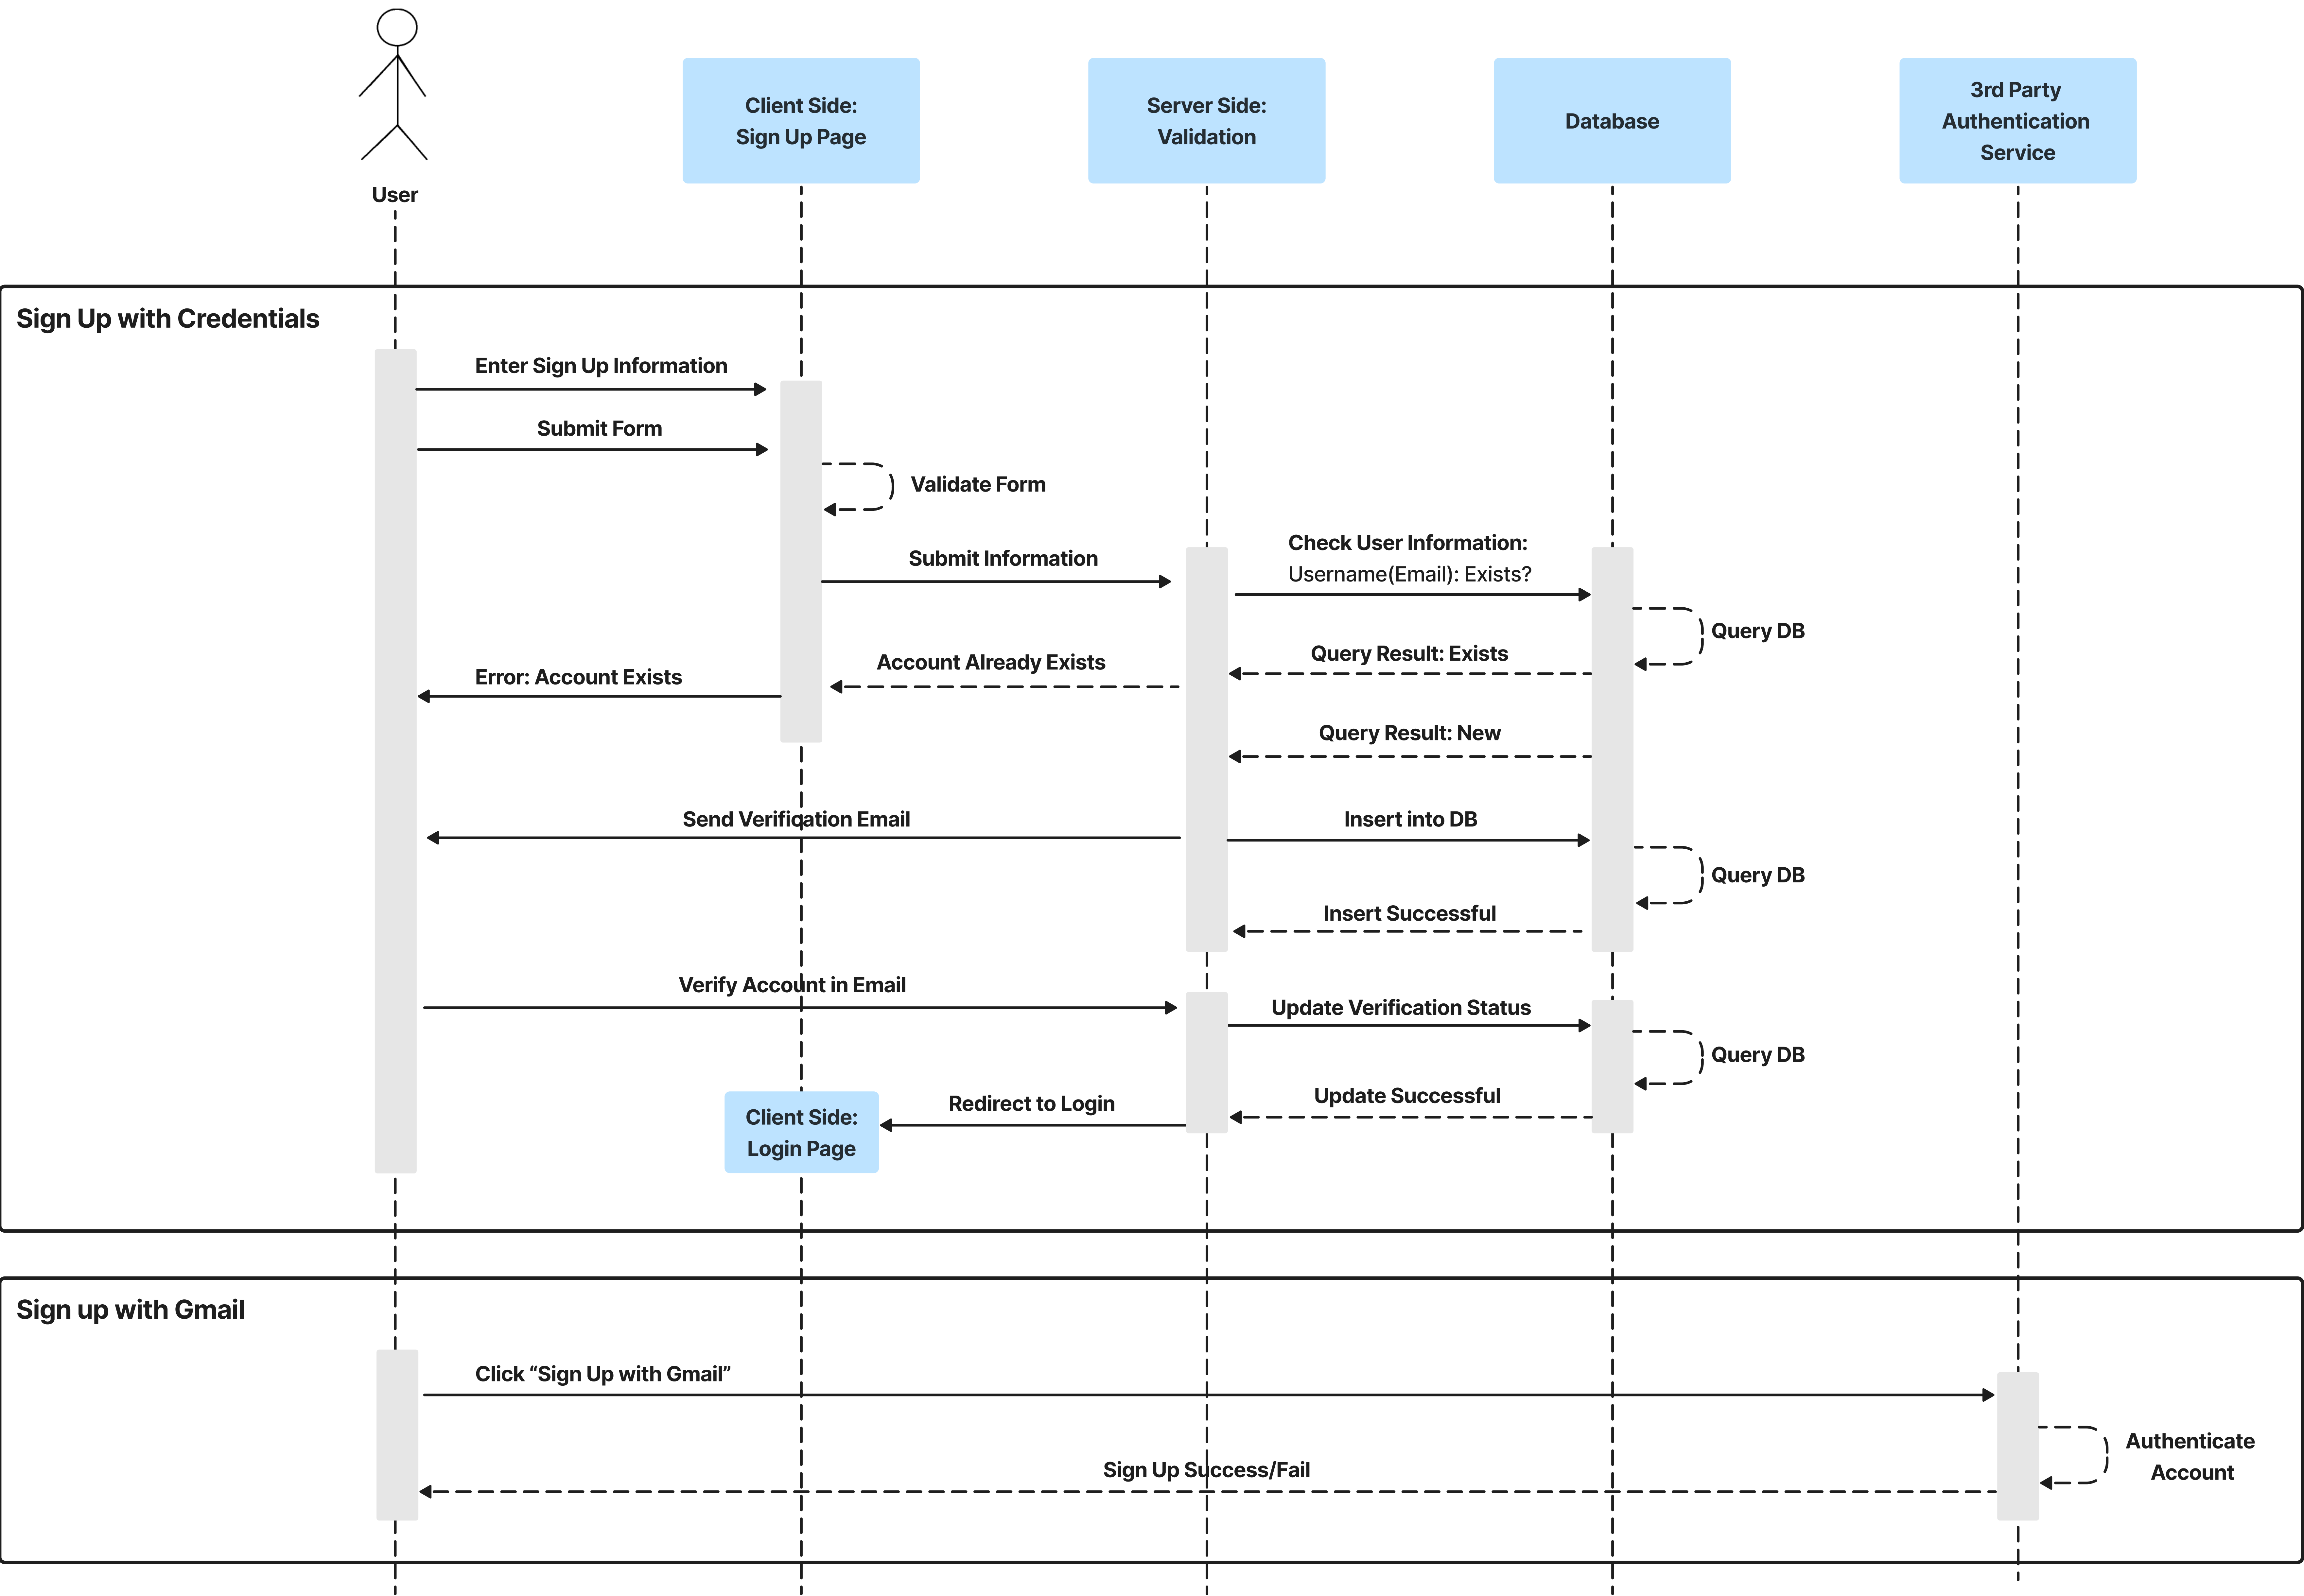 User
Client Side:
Sign Up Page
Server Side:
Validation
Database
3rd Party
Authentication
Service
Sign Up with Credentials
Enter Sign Up Information
Submit Form
Validate Form
Submit Information
Check User Information:
Username(Email): Exists?
Query DB
Query Result: Exists
Account Already Exists
Error: Account Exists
Query Result: New
Send Verification Email
Insert into DB
Query DB
Insert Successful
Verify Account in Email
Update Verification Status
Query DB
Update Successful
Redirect to Login
Client Side:
Login Page
Sign up with Gmail
Click “Sign Up with Gmail”
Authenticate
Account
Sign Up Success/Fail